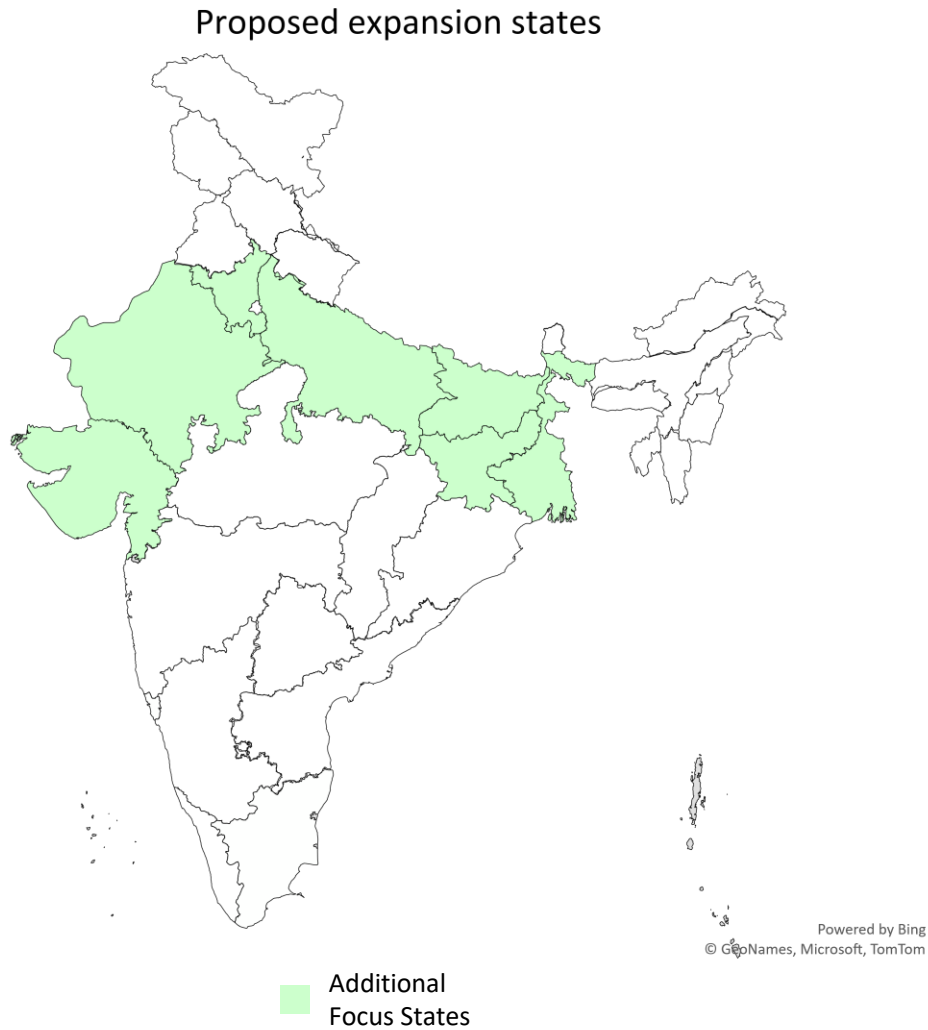 Proposed expansion states
Powered by Bing
© GeoNames, Microsoft, TomTom
Additional
Focus States